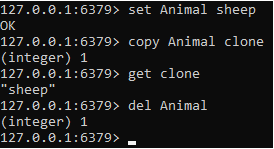 127.0.0.1:6379> set Animal sheep
OK
127.0.0.1:6379> copy Animal clone
(integer) 1
127.0.0.1:6379> get clone
"sheep"
127.0.0.1:6379> del Animal
(integer) 1
127.0.0.1:6379>